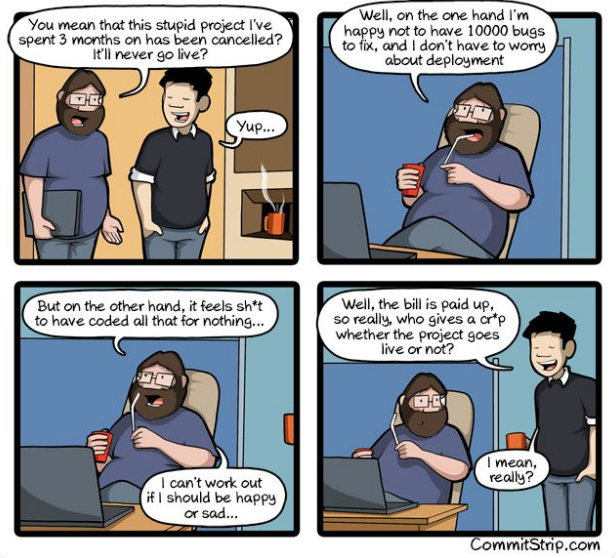 You mean that this stupid project I've
spent 3 months on has been cancelled?
It'll never go live?
Yup...
Well, on the one hand I'm
happy not to have 10000 bugs
to fix, and I don't have to worry
about deployment
But on the other hand, it feels sh*t
to have coded all that for nothing...
I can't work out
if I should be happy
or sad...
Well, the bill is paid up,
so really, who gives a cr*p
whether the project goes
live or not?
I mean,
really?
CommitStrip.com